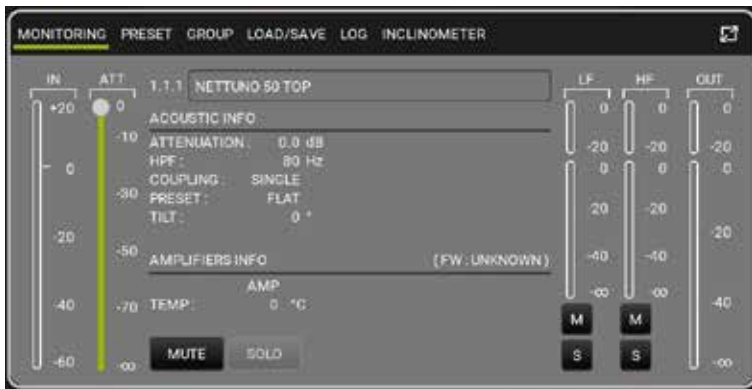 MONITORING PRESET GROUP LOAD/SAVE LOG INCLINOMETER
IN ATT LF HF OUT
1.1.1 NETTUNO 50 TOP
+20 0 0 0 0
ACOUSTIC INFO
-10 -20 -20 -20
ATTENUATION: 0.0 dB
HPF: 80 Hz
0 0 0 0
COUPLING: SINGLE
-30 PRESET: FLAT 20 -20
TILT: 0 °
-20 -20
-50 AMPLIFIERS INFO (FW: UNKNOWN) -40 -40
AMP
-∞ -∞
-40 -70 TEMP: 0 °C -40
M M
MUTE SOLO S S
-60 -∞ -∞